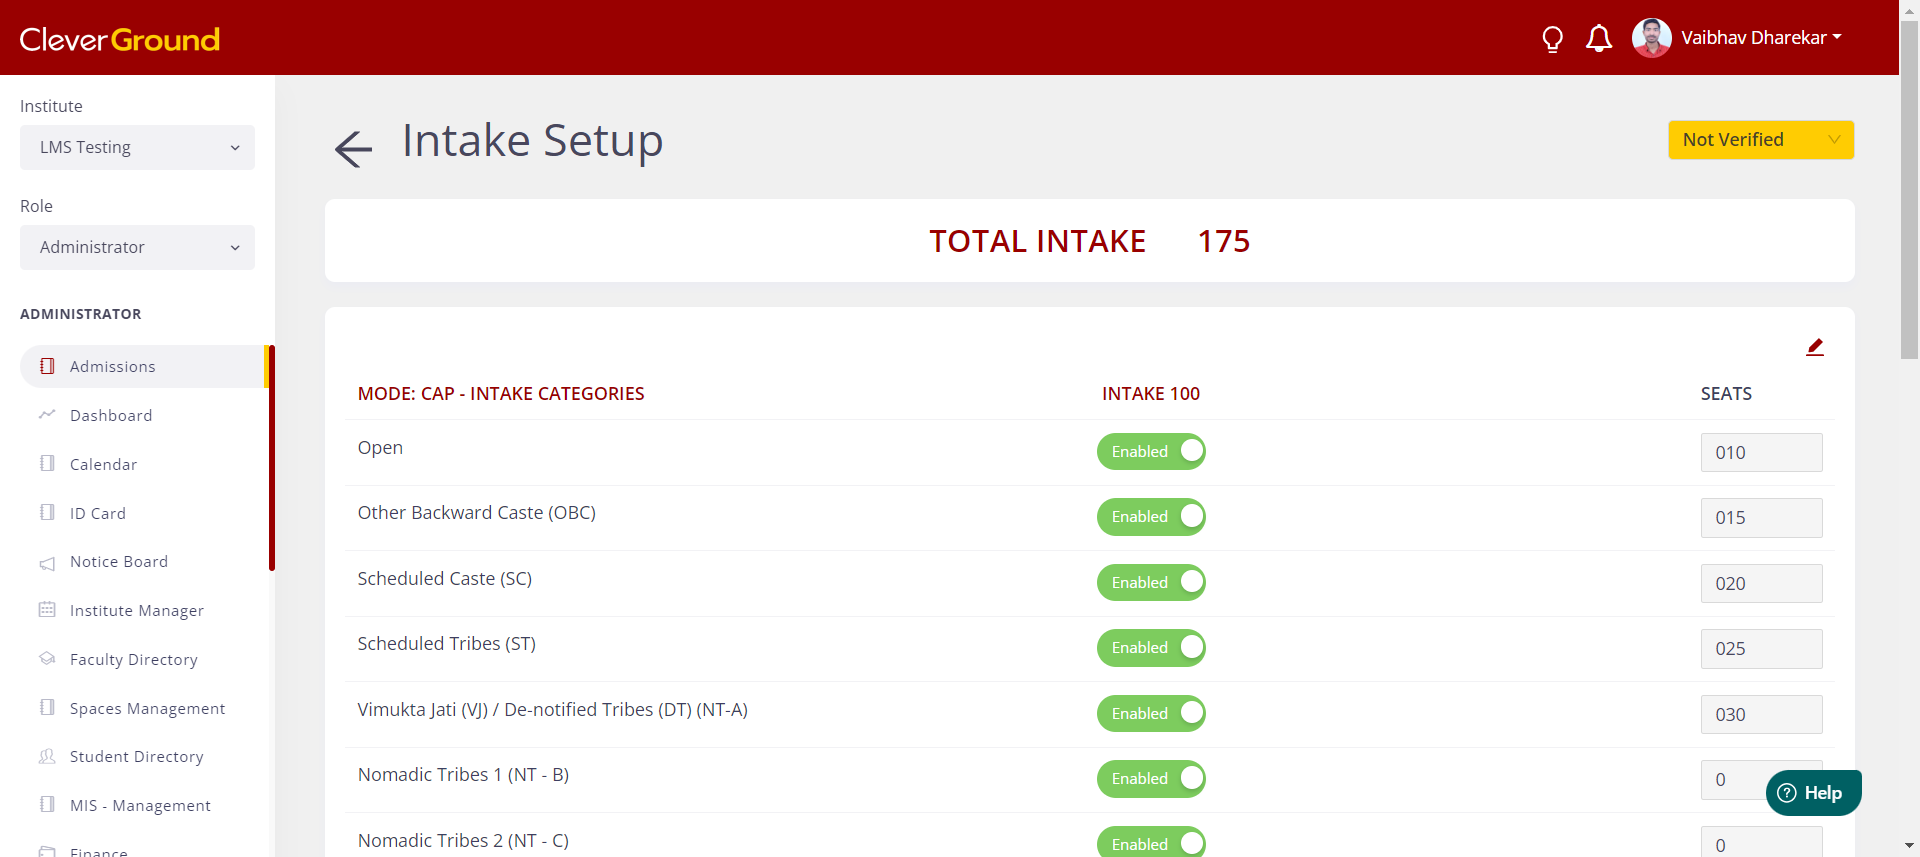 CleverGround
Vaibhav Dharekar
Institute
LMS Testing
Role
Administrator
ADMINISTRATOR
Admissions
Dashboard
Calendar
ID Card
Notice Board
Institute Manager
Faculty Directory
Spaces Management
Student Directory
MIS - Management
Finance
Intake Setup
Not Verified
TOTAL INTAKE 175
MODE: CAP - INTAKE CATEGORIES INTAKE 100 SEATS
Open Enabled 010
Other Backward Caste (OBC) Enabled 015
Scheduled Caste (SC) Enabled 020
Scheduled Tribes (ST) Enabled 025
Vimukta Jati (VJ) / De-notified Tribes (DT) (NT-A) Enabled 030
Nomadic Tribes 1 (NT - B) Enabled 0
Nomadic Tribes 2 (NT - C) Enabled 0
? Help